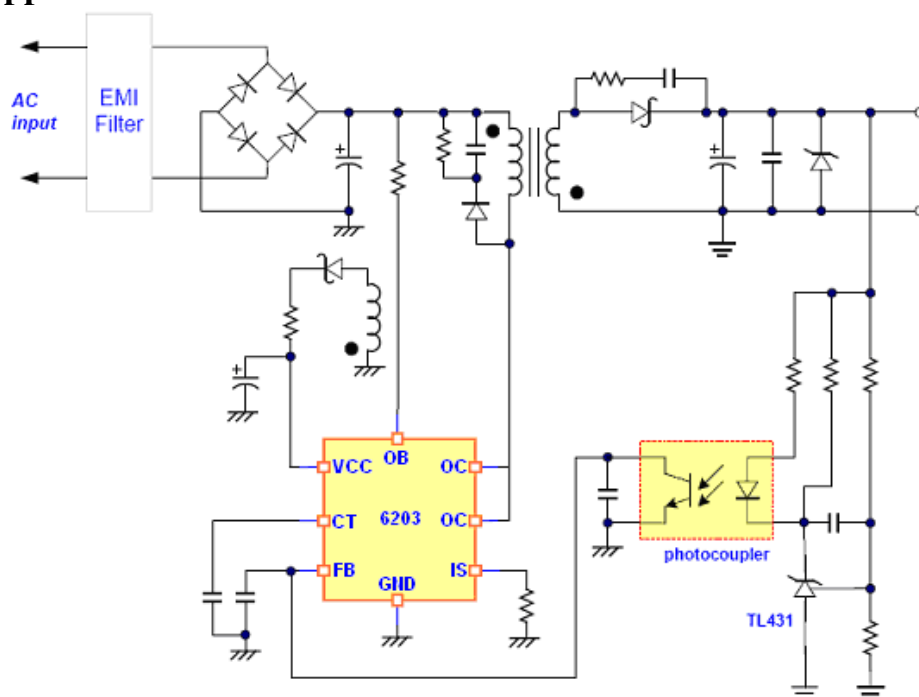 AC
input
EMI
Filter
+
+
+
OB
VCC
OC
CT
6203
OC
FB
IS
GND
photocoupler
TL431